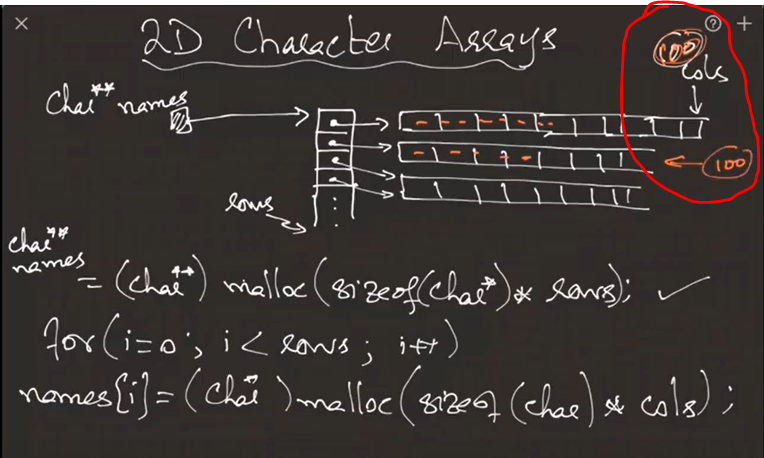 2D Character Arrays
100
cols
char** names
100
rows
char**
names
= (char**) malloc(sizeof(char*) * rows);
for(i=0; i< rows; i++)
names[i]= (char*)malloc(sizeof(char) * cols);